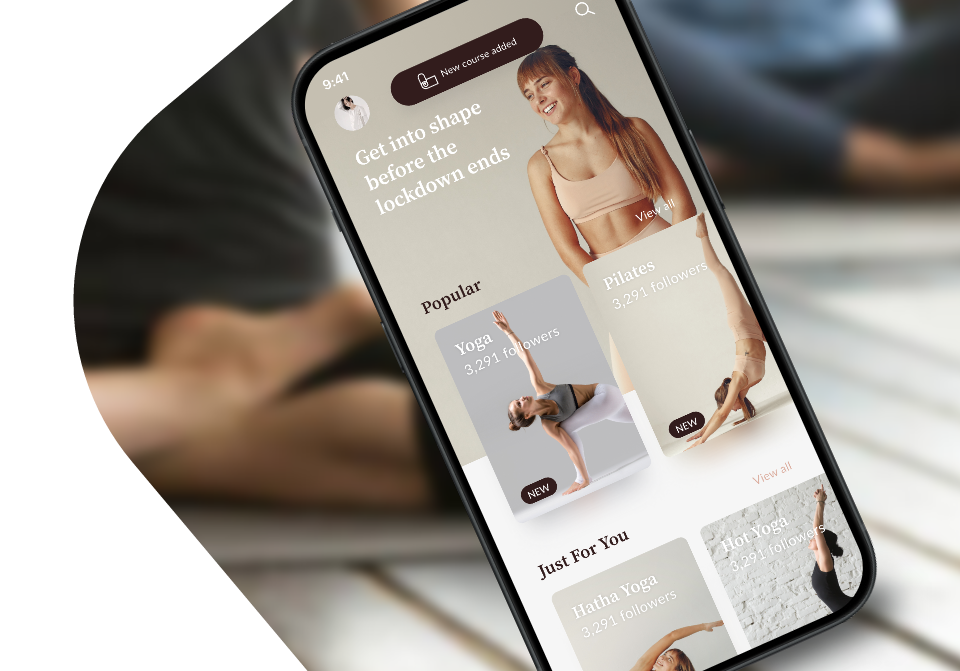 9:41
New course added
Get into shape
before the
lockdown ends
View all
Popular
Yoga
3,291 followers
NEW
Pilates
3,291 followers
NEW
View all
Just For You
Hatha Yoga
3,291 followers
Hot Yoga
3,291 followers